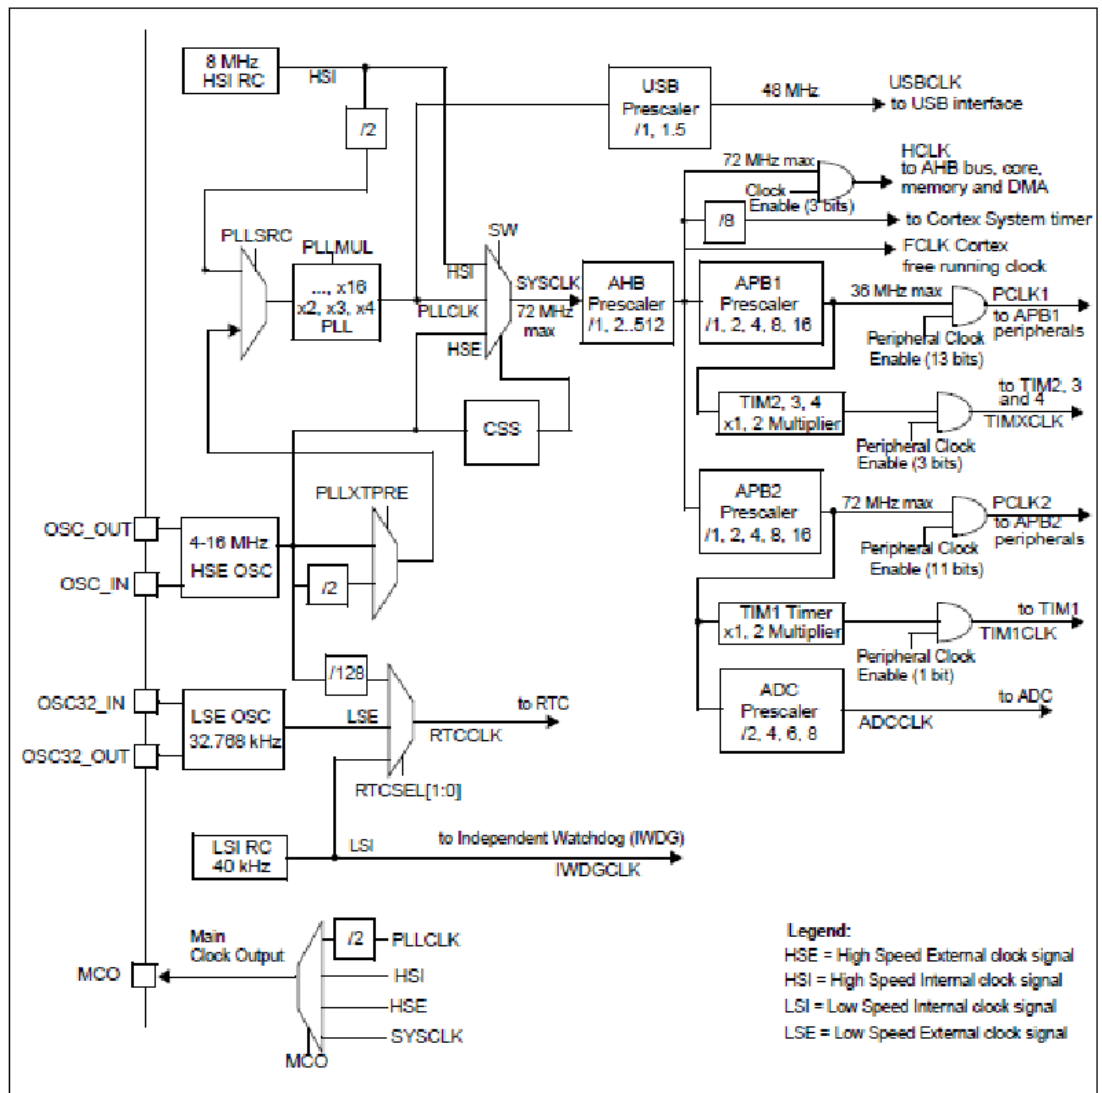 8 MHz
HSI RC
HSI
/2
USB
Prescaler
/1, 1.5
48 MHz
USBCLK
to USB interface
72 MHz max
Clock
Enable (3 bits)
HCLK
to AHB bus, core,
memory and DMA
/8
to Cortex System timer
FCLK Cortex
free running clock
PLLSRC
PLLMUL
..., x16
x2, x3, x4
PLL
SW
HSI
PLLCLK
HSE
SYSCLK
72 MHz
max
AHB
Prescaler
/1, 2..512
APB1
Prescaler
/1, 2, 4, 8, 16
36 MHz max
PCLK1
to APB1
peripherals
Peripheral Clock
Enable (13 bits)
TIM2, 3, 4
x1, 2 Multiplier
to TIM2, 3
and 4
TIMXCLK
Peripheral Clock
Enable (3 bits)
CSS
PLLXTPRE
OSC_OUT
OSC_IN
4-16 MHz
HSE OSC
/2
APB2
Prescaler
/1, 2, 4, 8, 16
72 MHz max
PCLK2
to APB2
peripherals
Peripheral Clock
Enable (11 bits)
TIM1 Timer
x1, 2 Multiplier
to TIM1
TIM1CLK
Peripheral Clock
Enable (1 bit)
/128
OSC32_IN
OSC32_OUT
LSE OSC
32.768 kHz
LSE
to RTC
RTCCLK
RTCSEL[1:0]
ADC
Prescaler
/2, 4, 6, 8
to ADC
ADCCLK
LSI RC
40 kHz
LSI
to Independent Watchdog (IWDG)
IWDGCLK
Main
Clock Output
MCO
/2
PLLCLK
HSI
HSE
SYSCLK
MCO
Legend:
HSE = High Speed External clock signal
HSI = High Speed Internal clock signal
LSI = Low Speed Internal clock signal
LSE = Low Speed External clock signal